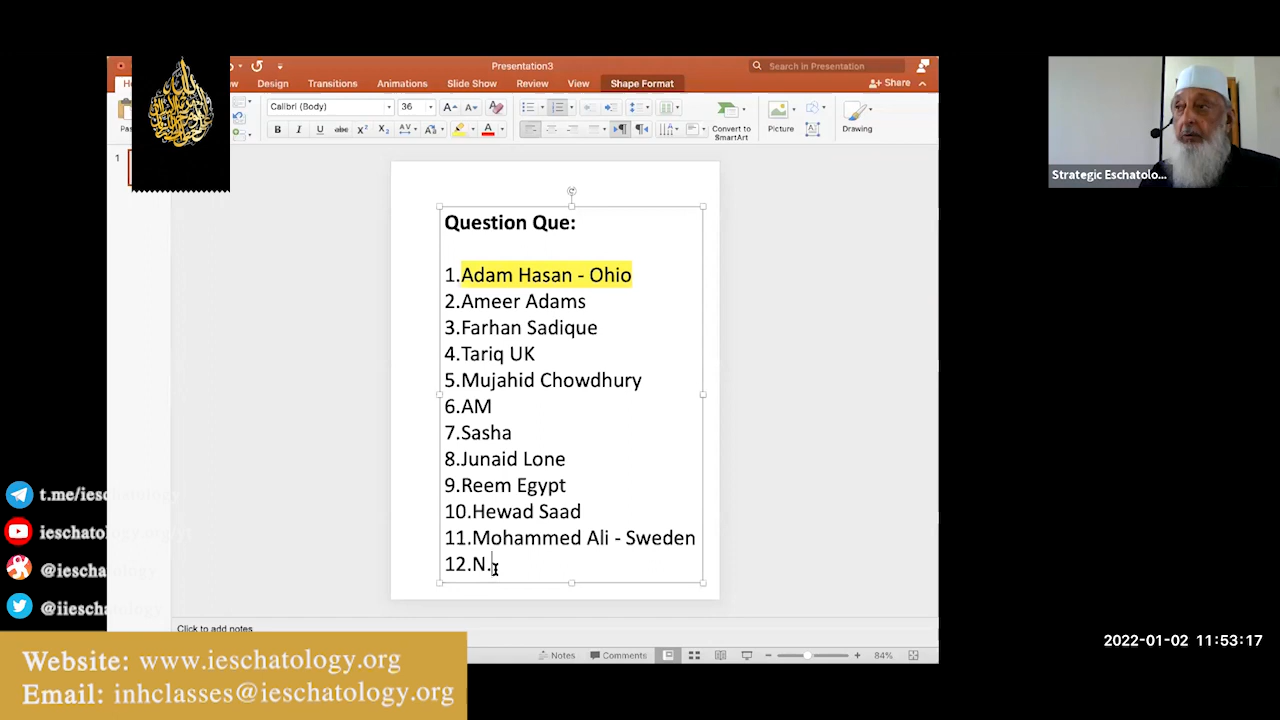 Presentation3
Search in Presentation
Design
Transitions
Animations
Slide Show
Review
View
Shape Format
Share
Calibri (Body)
36
Convert to
SmartArt
Picture
Drawing
Strategic Eschatolo...
1
Question Que:
1.Adam Hasan - Ohio
2.Ameer Adams
3.Farhan Sadique
4.Tariq UK
5.Mujahid Chowdhury
6.AM
7.Sasha
8.Junaid Lone
9.Reem Egypt
10.Hewad Saad
11.Mohammed Ali - Sweden
12.N.
t.me/ieschatology
ieschatology
@ieschatology
@iieschatology
Click to add notes
2022-01-02 11:53:17
Notes
Comments
84%
Website: www.ieschatology.org
Email: inhclasses@ieschatology.org